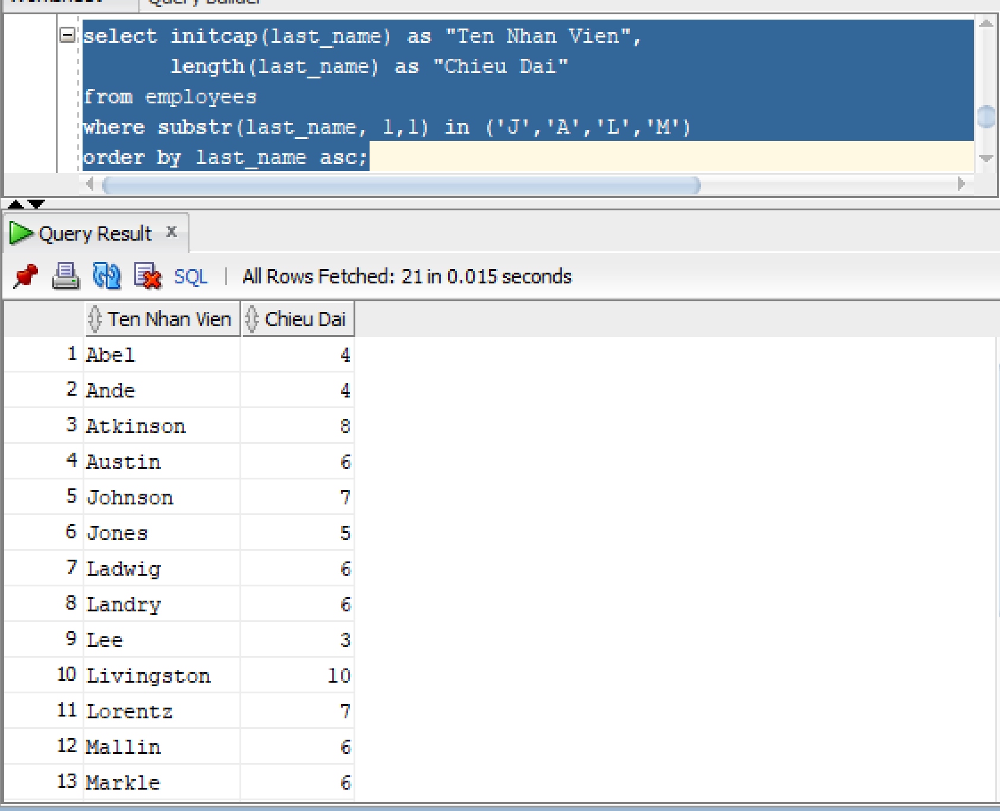 Query Builder
select initcap(last_name) as "Ten Nhan Vien",
length(last_name) as "Chieu Dai"
from employees
where substr(last_name, 1,1) in ('J','A','L','M')
order by last_name asc;
Query Result x
SQL | All Rows Fetched: 21 in 0.015 seconds
Ten Nhan Vien Chieu Dai
1 Abel 4
2 Ande 4
3 Atkinson 8
4 Austin 6
5 Johnson 7
6 Jones 5
7 Ladwig 6
8 Landry 6
9 Lee 3
10 Livingston 10
11 Lorentz 7
12 Mallin 6
13 Markle 6